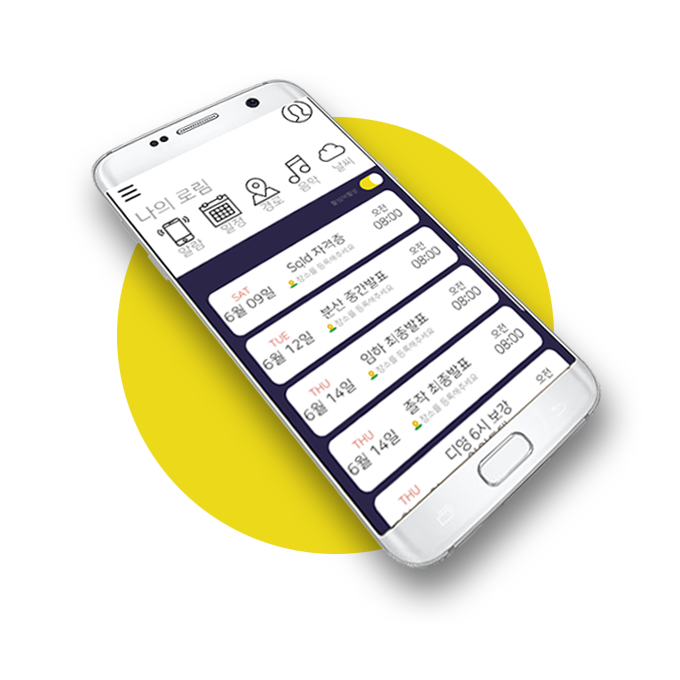 나의 로림
알람
일정
경로
음악
날씨
SAT
6월 09일
Sqld 자격증
장소를 등록해주세요
오전
08:00
TUE
6월 12일
분산 중간발표
장소를 등록해주세요
오전
08:00
THU
6월 14일
임하 최종발표
장소를 등록해주세요
오전
08:00
THU
6월 14일
졸작 최종발표
장소를 등록해주세요
오전
08:00
THU
디영 6시 보강
오전